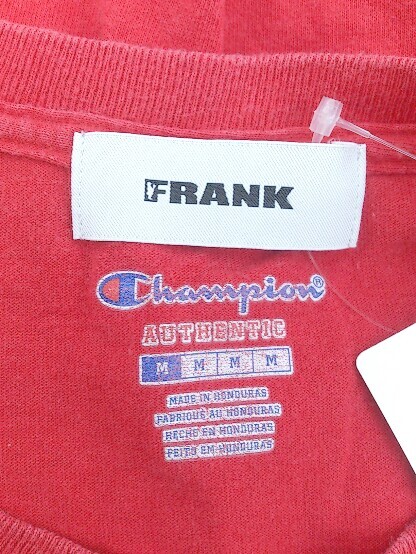 FRANK
Champion®
AUTHENTIC
M M M M
MADE IN HONDURAS
FABRIQUE AU HONDURAS
HECHO EN HONDURAS
FEITO EM HONDURAS